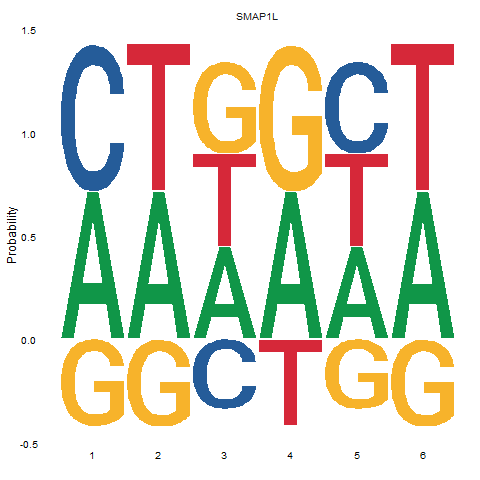 SMAP1L
1.5
1.0
0.5
0.0
-0.5
Probability
C T G G C T
T T
A A A A A A
G G C T G G
1 2 3 4 5 6